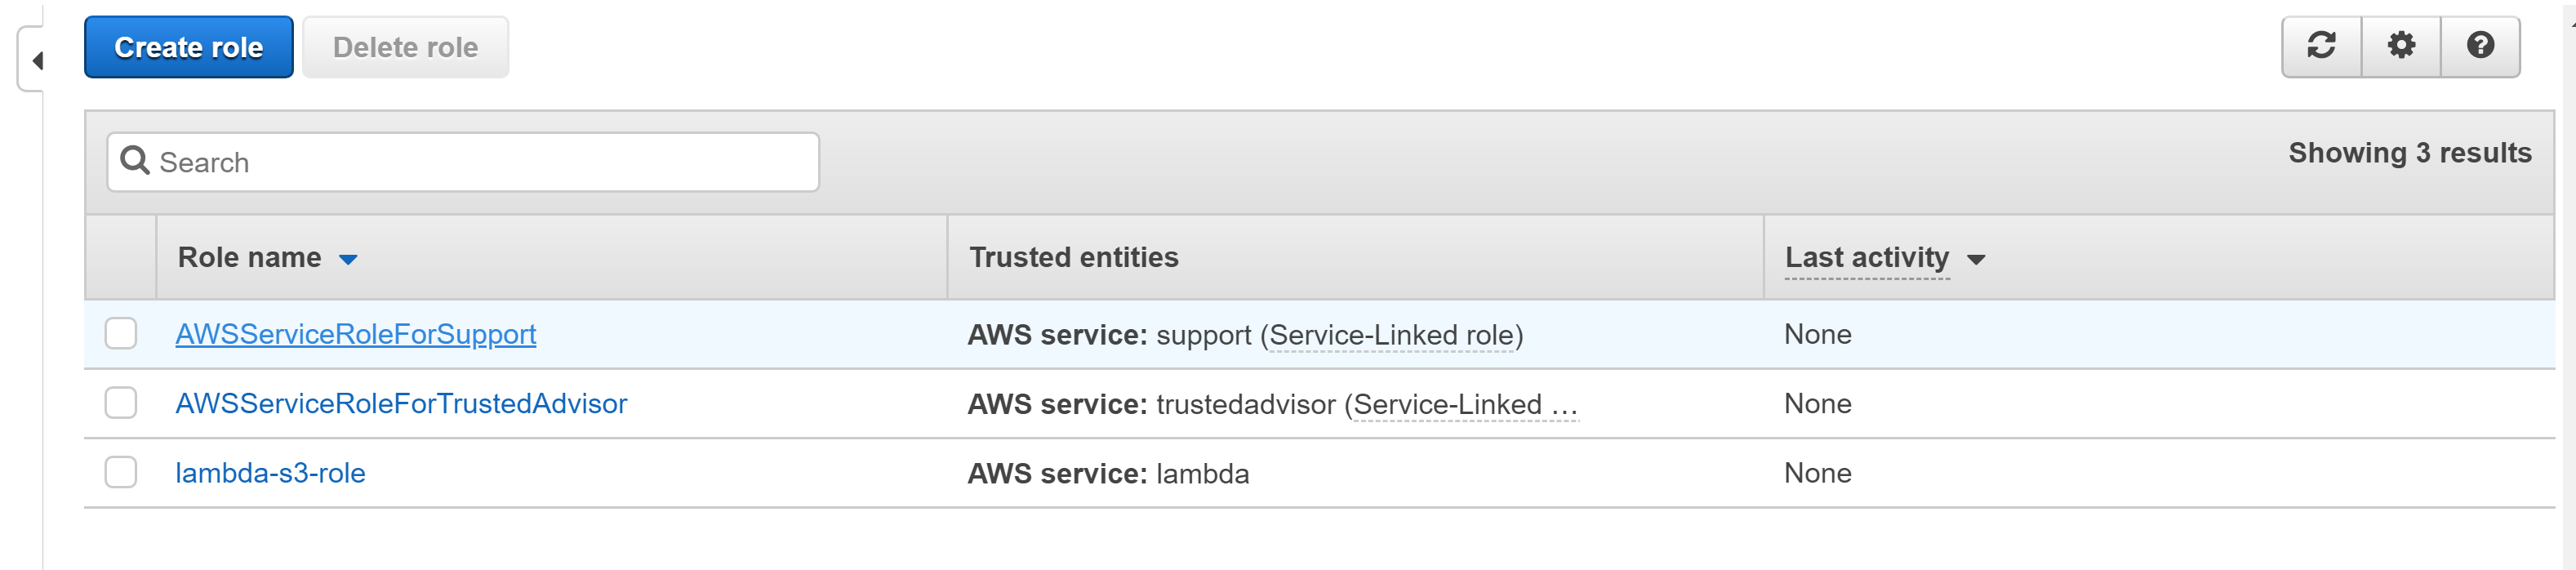 Create role Delete role
Search
Showing 3 results
Role name Trusted entities Last activity
AWSServiceRoleForSupport AWS service: support (Service-Linked role) None
AWSServiceRoleForTrustedAdvisor AWS service: trustedadvisor (Service-Linked … None
lambda-s3-role AWS service: lambda None